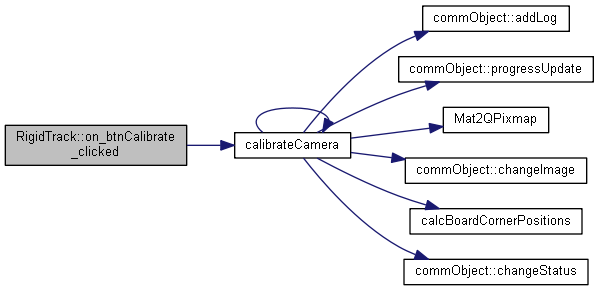 RigidTrack::on_btnCalibrate
_clicked
calibrateCamera
commObject::addLog
commObject::progressUpdate
Mat2QPixmap
commObject::changeImage
calcBoardCornerPositions
commObject::changeStatus